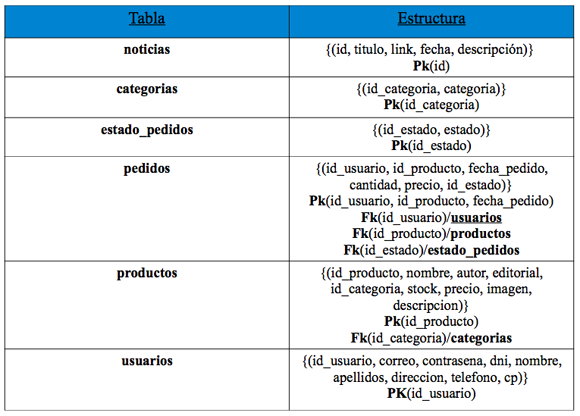 Tabla Estructura
noticias {(id, titulo, link, fecha, descripción)}
Pk(id)
categorias {(id_categoria, categoria)}
Pk(id_categoria)
estado_pedidos {(id_estado, estado)}
Pk(id_estado)
pedidos {(id_usuario, id_producto, fecha_pedido,
cantidad, precio, id_estado)}
Pk(id_usuario, id_producto, fecha_pedido)
Fk(id_usuario)/usuarios
Fk(id_producto)/productos
Fk(id_estado)/estado_pedidos
productos {(id_producto, nombre, autor, editorial,
id_categoria, stock, precio, imagen,
descripcion)}
Pk(id_producto)
Fk(id_categoria)/categorias
usuarios {(id_usuario, correo, contrasena, dni, nombre,
apellidos, direccion, telefono, cp)}
PK(id_usuario)